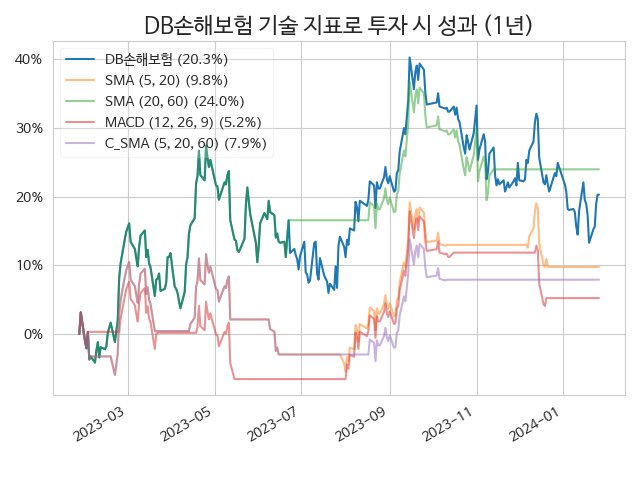 DB손해보험 기술 지표로 투자 시 성과 (1년)
DB손해보험 (20.3%)
SMA (5, 20) (9.8%)
SMA (20, 60) (24.0%)
MACD (12, 26, 9) (5.2%)
C_SMA (5, 20, 60) (7.9%)
40%
30%
20%
10%
0%
2023-03
2023-05
2023-07
2023-09
2023-11
2024-01